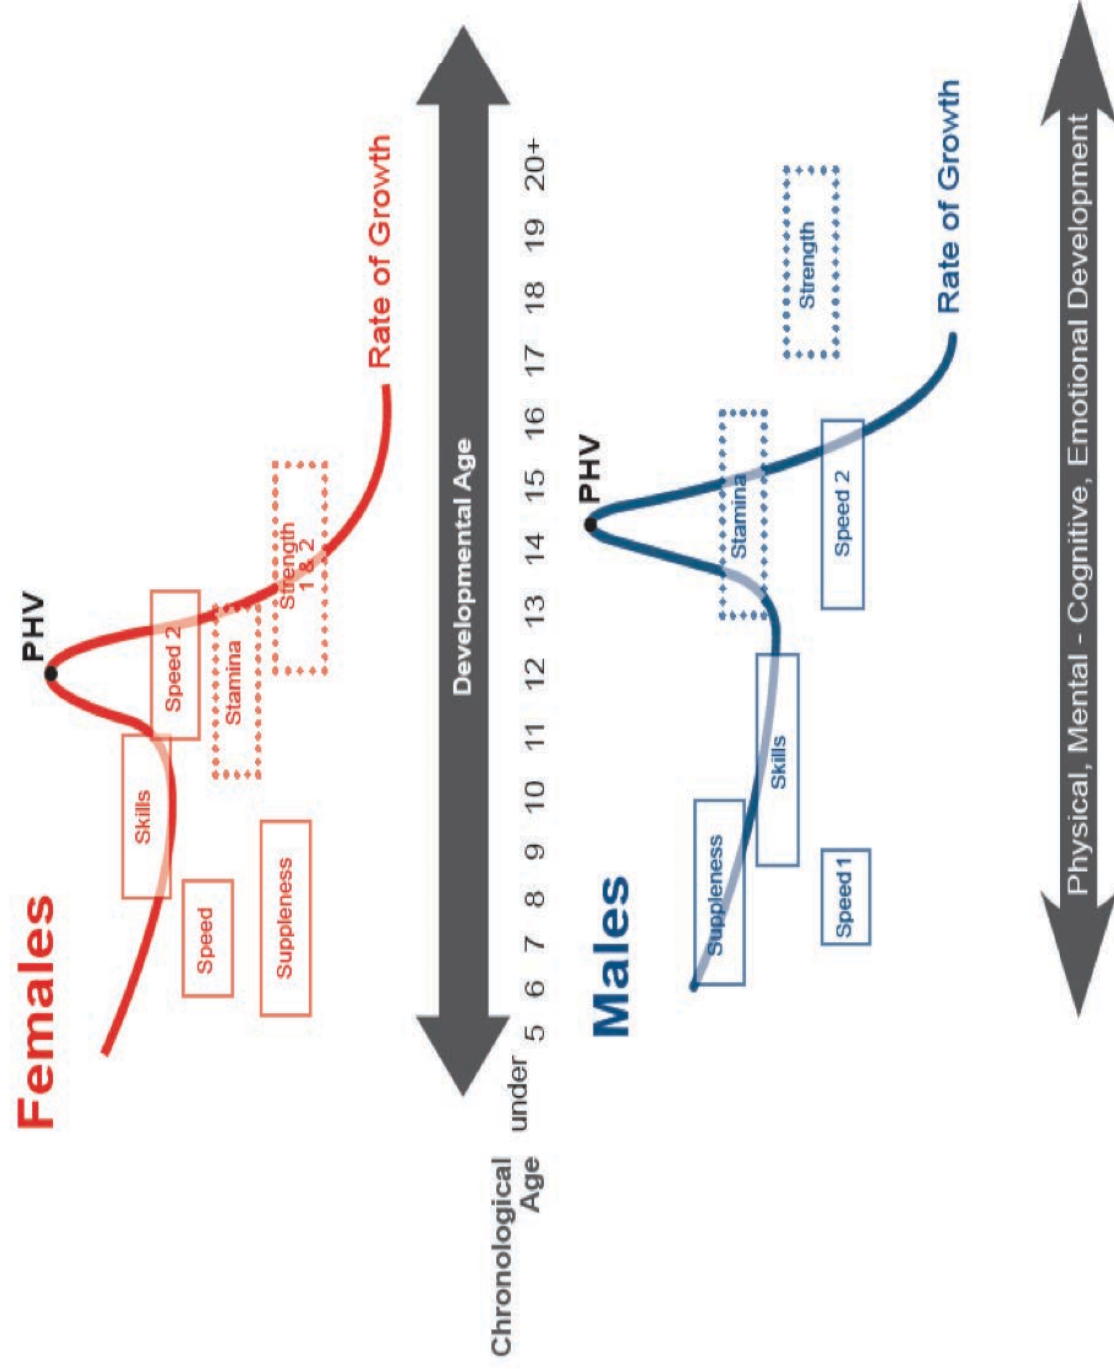 Females
PHV
Skills
Speed 2
Speed
Stamina
Suppleness
Strength
1 & 2
Rate of Growth
Developmental Age
Chronological
Age
under
5 6 7 8 9 10 11 12 13 14 15 16 17 18 19 20+
Males
PHV
Suppleness
Stamina
Skills
Strength
Speed1
Speed 2
Rate of Growth
Physical, Mental - Cognitive, Emotional Development